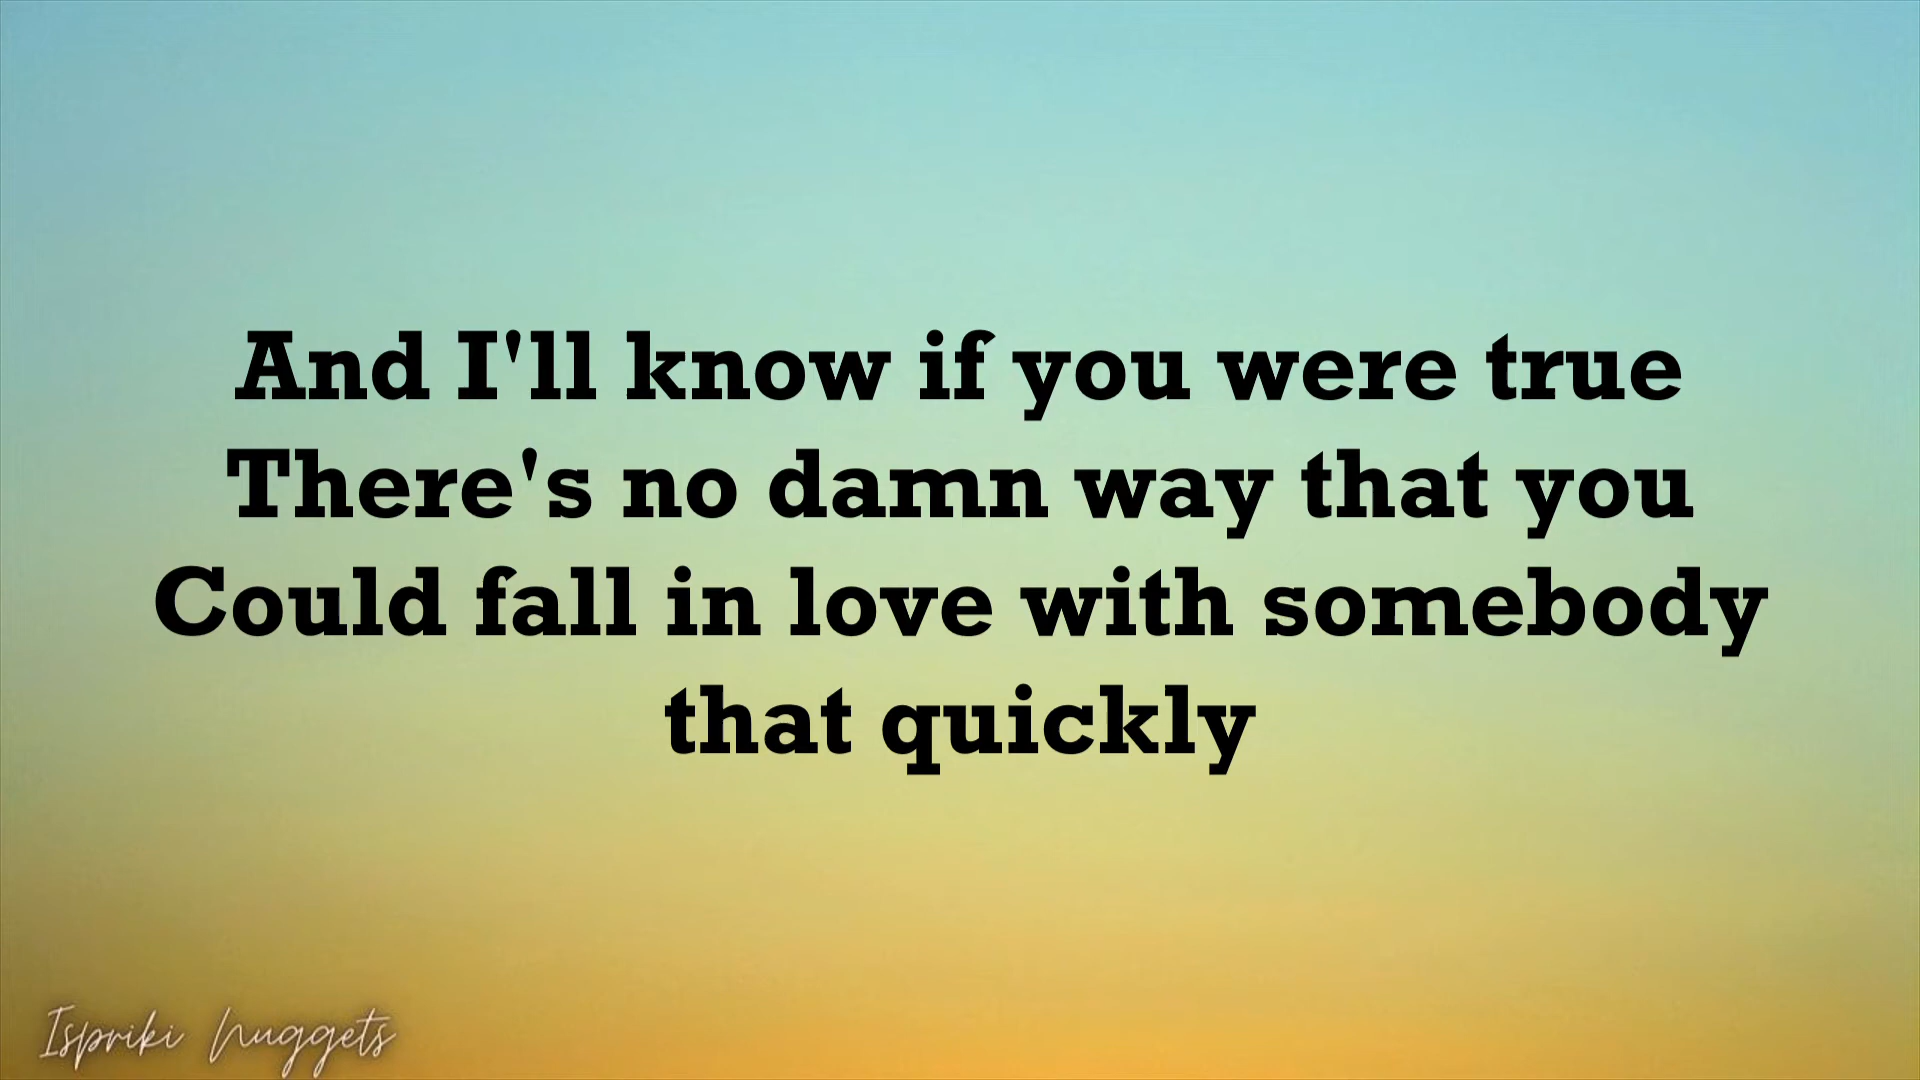 And I'll know if you were true
There's no damn way that you
Could fall in love with somebody
that quickly
Ispriki Nuggets